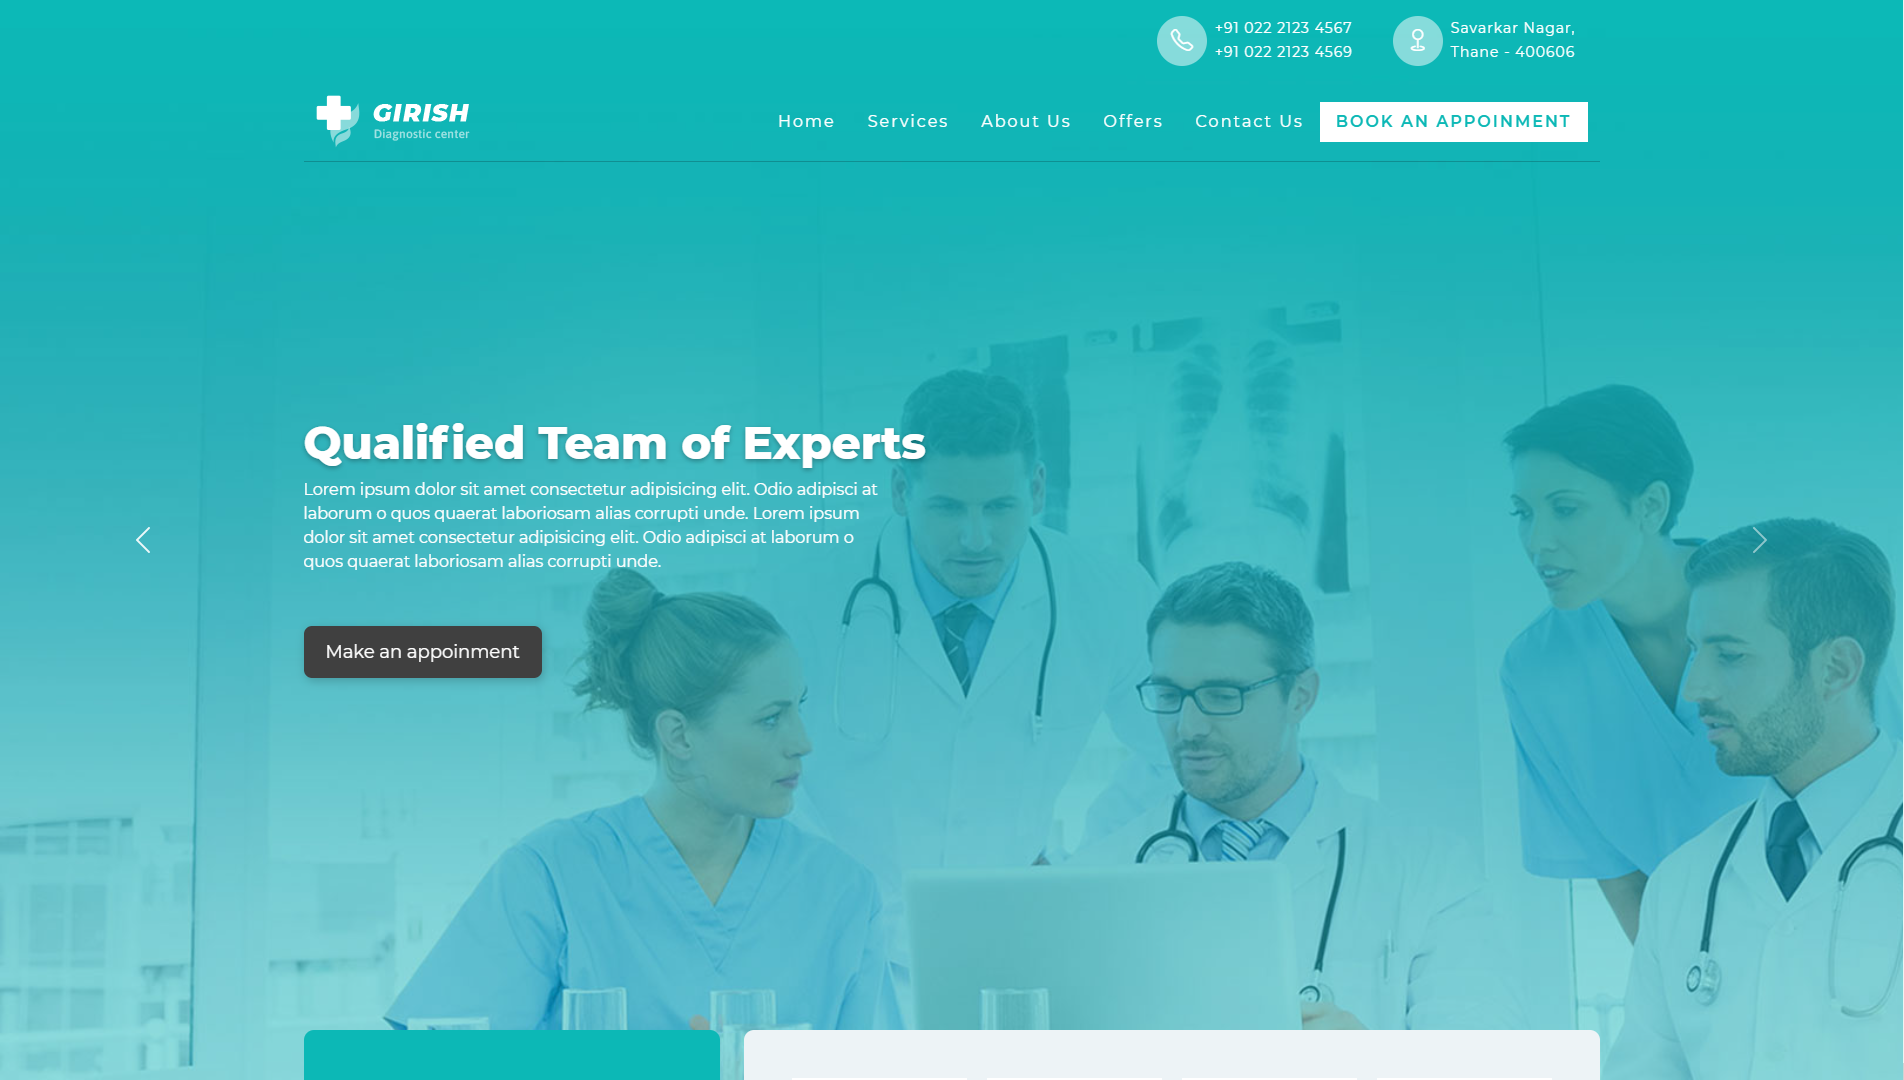 +91 022 2123 4567
+91 022 2123 4569
Savarkar Nagar,
Thane - 400606
GIRISH
Diagnostic center
Home
Services
About Us
Offers
Contact Us
BOOK AN APPOINMENT
Qualified Team of Experts
Lorem ipsum dolor sit amet consectetur adipisicing elit. Odio adipisci at
laborum o quos quaerat laboriosam alias corrupti unde. Lorem ipsum
dolor sit amet consectetur adipisicing elit. Odio adipisci at laborum o
quos quaerat laboriosam alias corrupti unde.
Make an appoinment